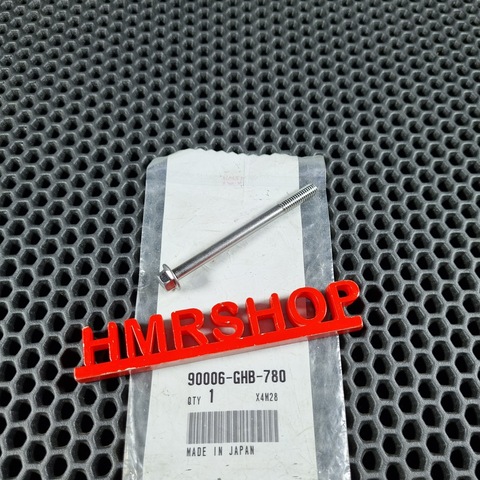 HMRSHOP
90006-GHB-780
QTY 1 X4M28
MADE IN JAPAN